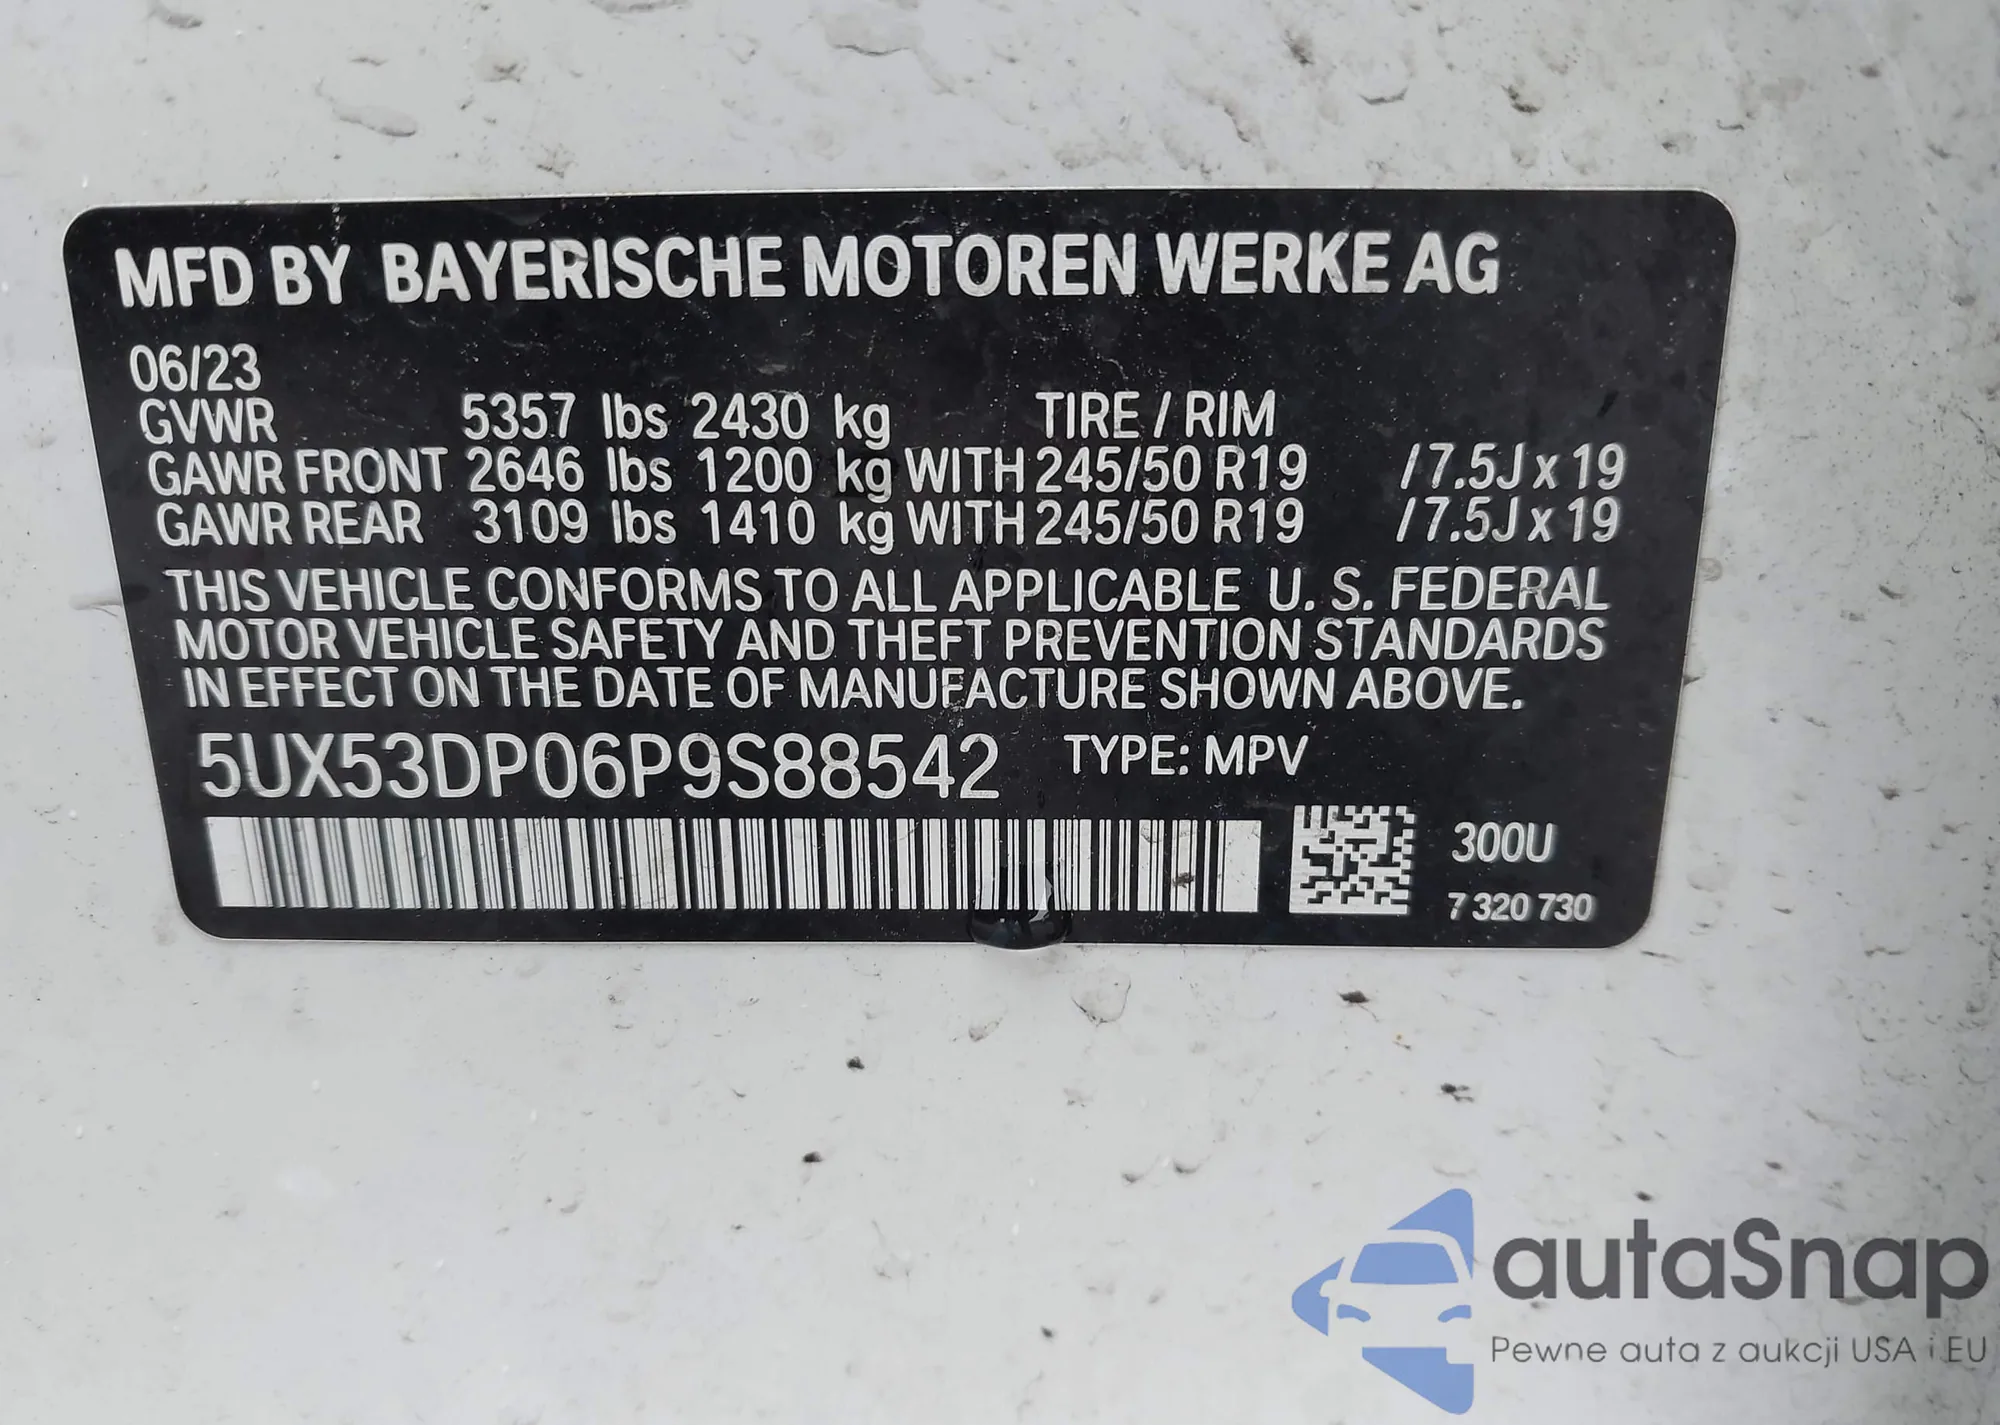 MFD BY BAYERISCHE MOTOREN WERKE AG
06/23
GVWR 5357 lbs 2430 kg TIRE / RIM
GAWR FRONT 2646 lbs 1200 kg WITH 245/50 R19 /7.5J x 19
GAWR REAR 3109 lbs 1410 kg WITH 245/50 R19 /7.5J x 19
THIS VEHICLE CONFORMS TO ALL APPLICABLE U. S. FEDERAL
MOTOR VEHICLE SAFETY AND THEFT PREVENTION STANDARDS
IN EFFECT ON THE DATE OF MANUFACTURE SHOWN ABOVE.
5UX53DP06P9S88542 TYPE: MPV
300U
7 320 730
autaSnap
Pewne auta z aukcji USA i EU